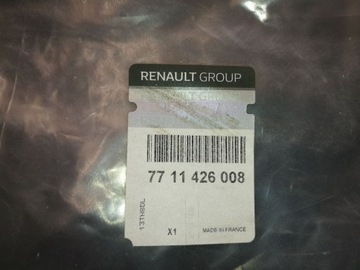 RENAULT GROUP
77 11 426 008
X1
MADE IN FRANCE